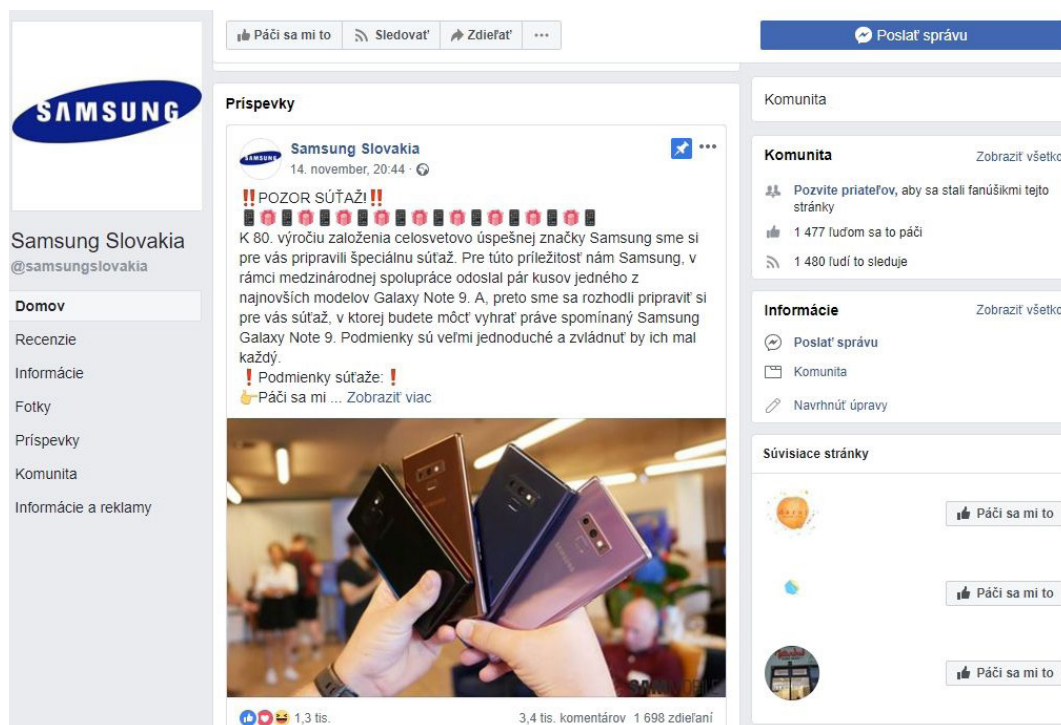 SAMSUNG
Samsung Slovakia
@samsungslovakia
Domov
Recenzie
Informácie
Fotky
Príspevky
Komunita
Informácie a reklamy
Páči sa mi to
Sledovať
Zdieľať
Poslať správu
Príspevky
SAMSUNG
Samsung Slovakia
14. november, 20:44
‼️POZOR SÚŤAŽ!‼️
K 80. výročiu založenia celosvetovo úspešnej značky Samsung sme si
pre vás pripravili špeciálnu súťaž. Pre túto príležitosť nám Samsung, v
rámci medzinárodnej spolupráce odoslal pár kusov jedného z
najnovších modelov Galaxy Note 9. A, preto sme sa rozhodli pripraviť si
pre vás súťaž, v ktorej budete môcť vyhrať práve spomínaný Samsung
Galaxy Note 9. Podmienky sú veľmi jednoduché a zvládnuť by ich mal
každý.
❗Podmienky súťaže:❗
👉Páči sa mi ... Zobraziť viac
SAMSUNG
1,3 tis.
3,4 tis. komentárov 1 698 zdieľaní
Komunita
Komunita Zobraziť všetko
Pozvite priateľov, aby sa stali fanúšikmi tejto
stránky
1 477 ľuďom sa to páči
1 480 ľudí to sleduje
Informácie Zobraziť všetko
Poslať správu
Komunita
Navrhnúť úpravy
Súvisiace stránky
Páči sa mi to
Páči sa mi to
Páči sa mi to